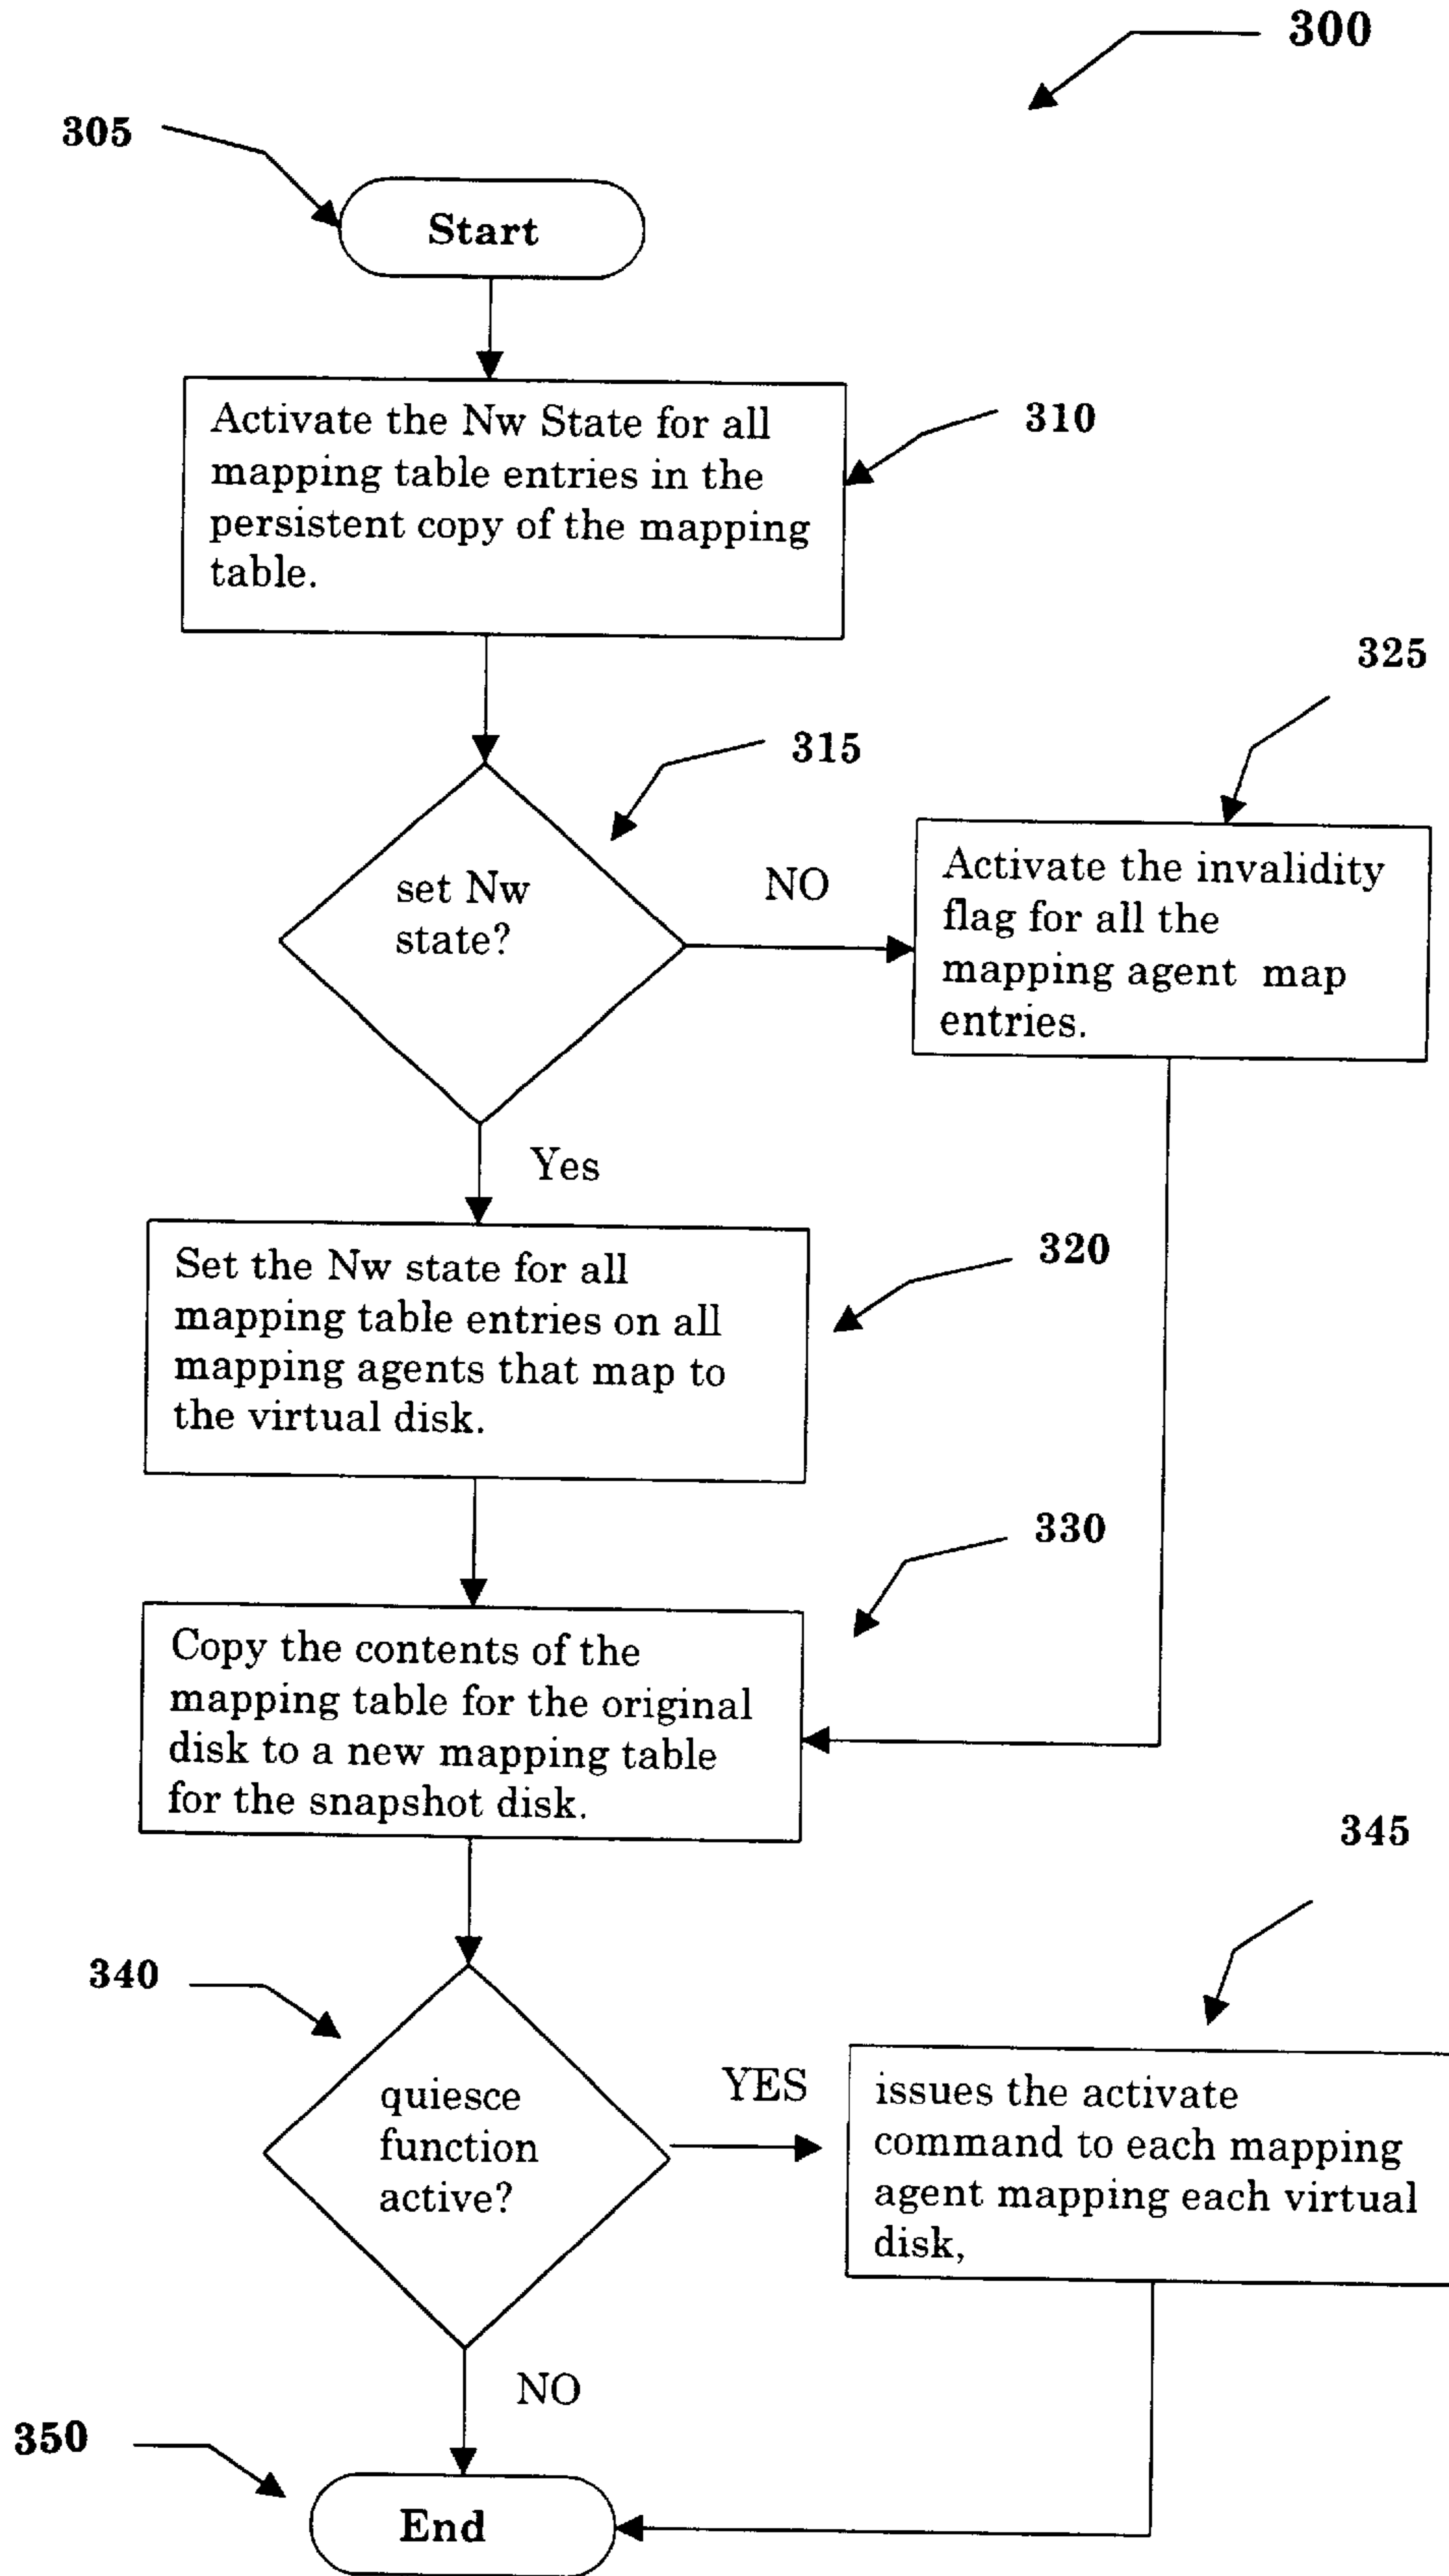 300
305
Start
Activate the Nw State for all
mapping table entries in the
persistent copy of the mapping
table.
310
315
set Nw
state?
NO
325
Activate the invalidity
flag for all the
mapping agent map
entries.
Yes
320
Set the Nw state for all
mapping table entries on all
mapping agents that map to
the virtual disk.
330
Copy the contents of the
mapping table for the original
disk to a new mapping table
for the snapshot disk.
340
quiesce
function
active?
YES
345
issues the activate
command to each mapping
agent mapping each virtual
disk,
NO
350
End